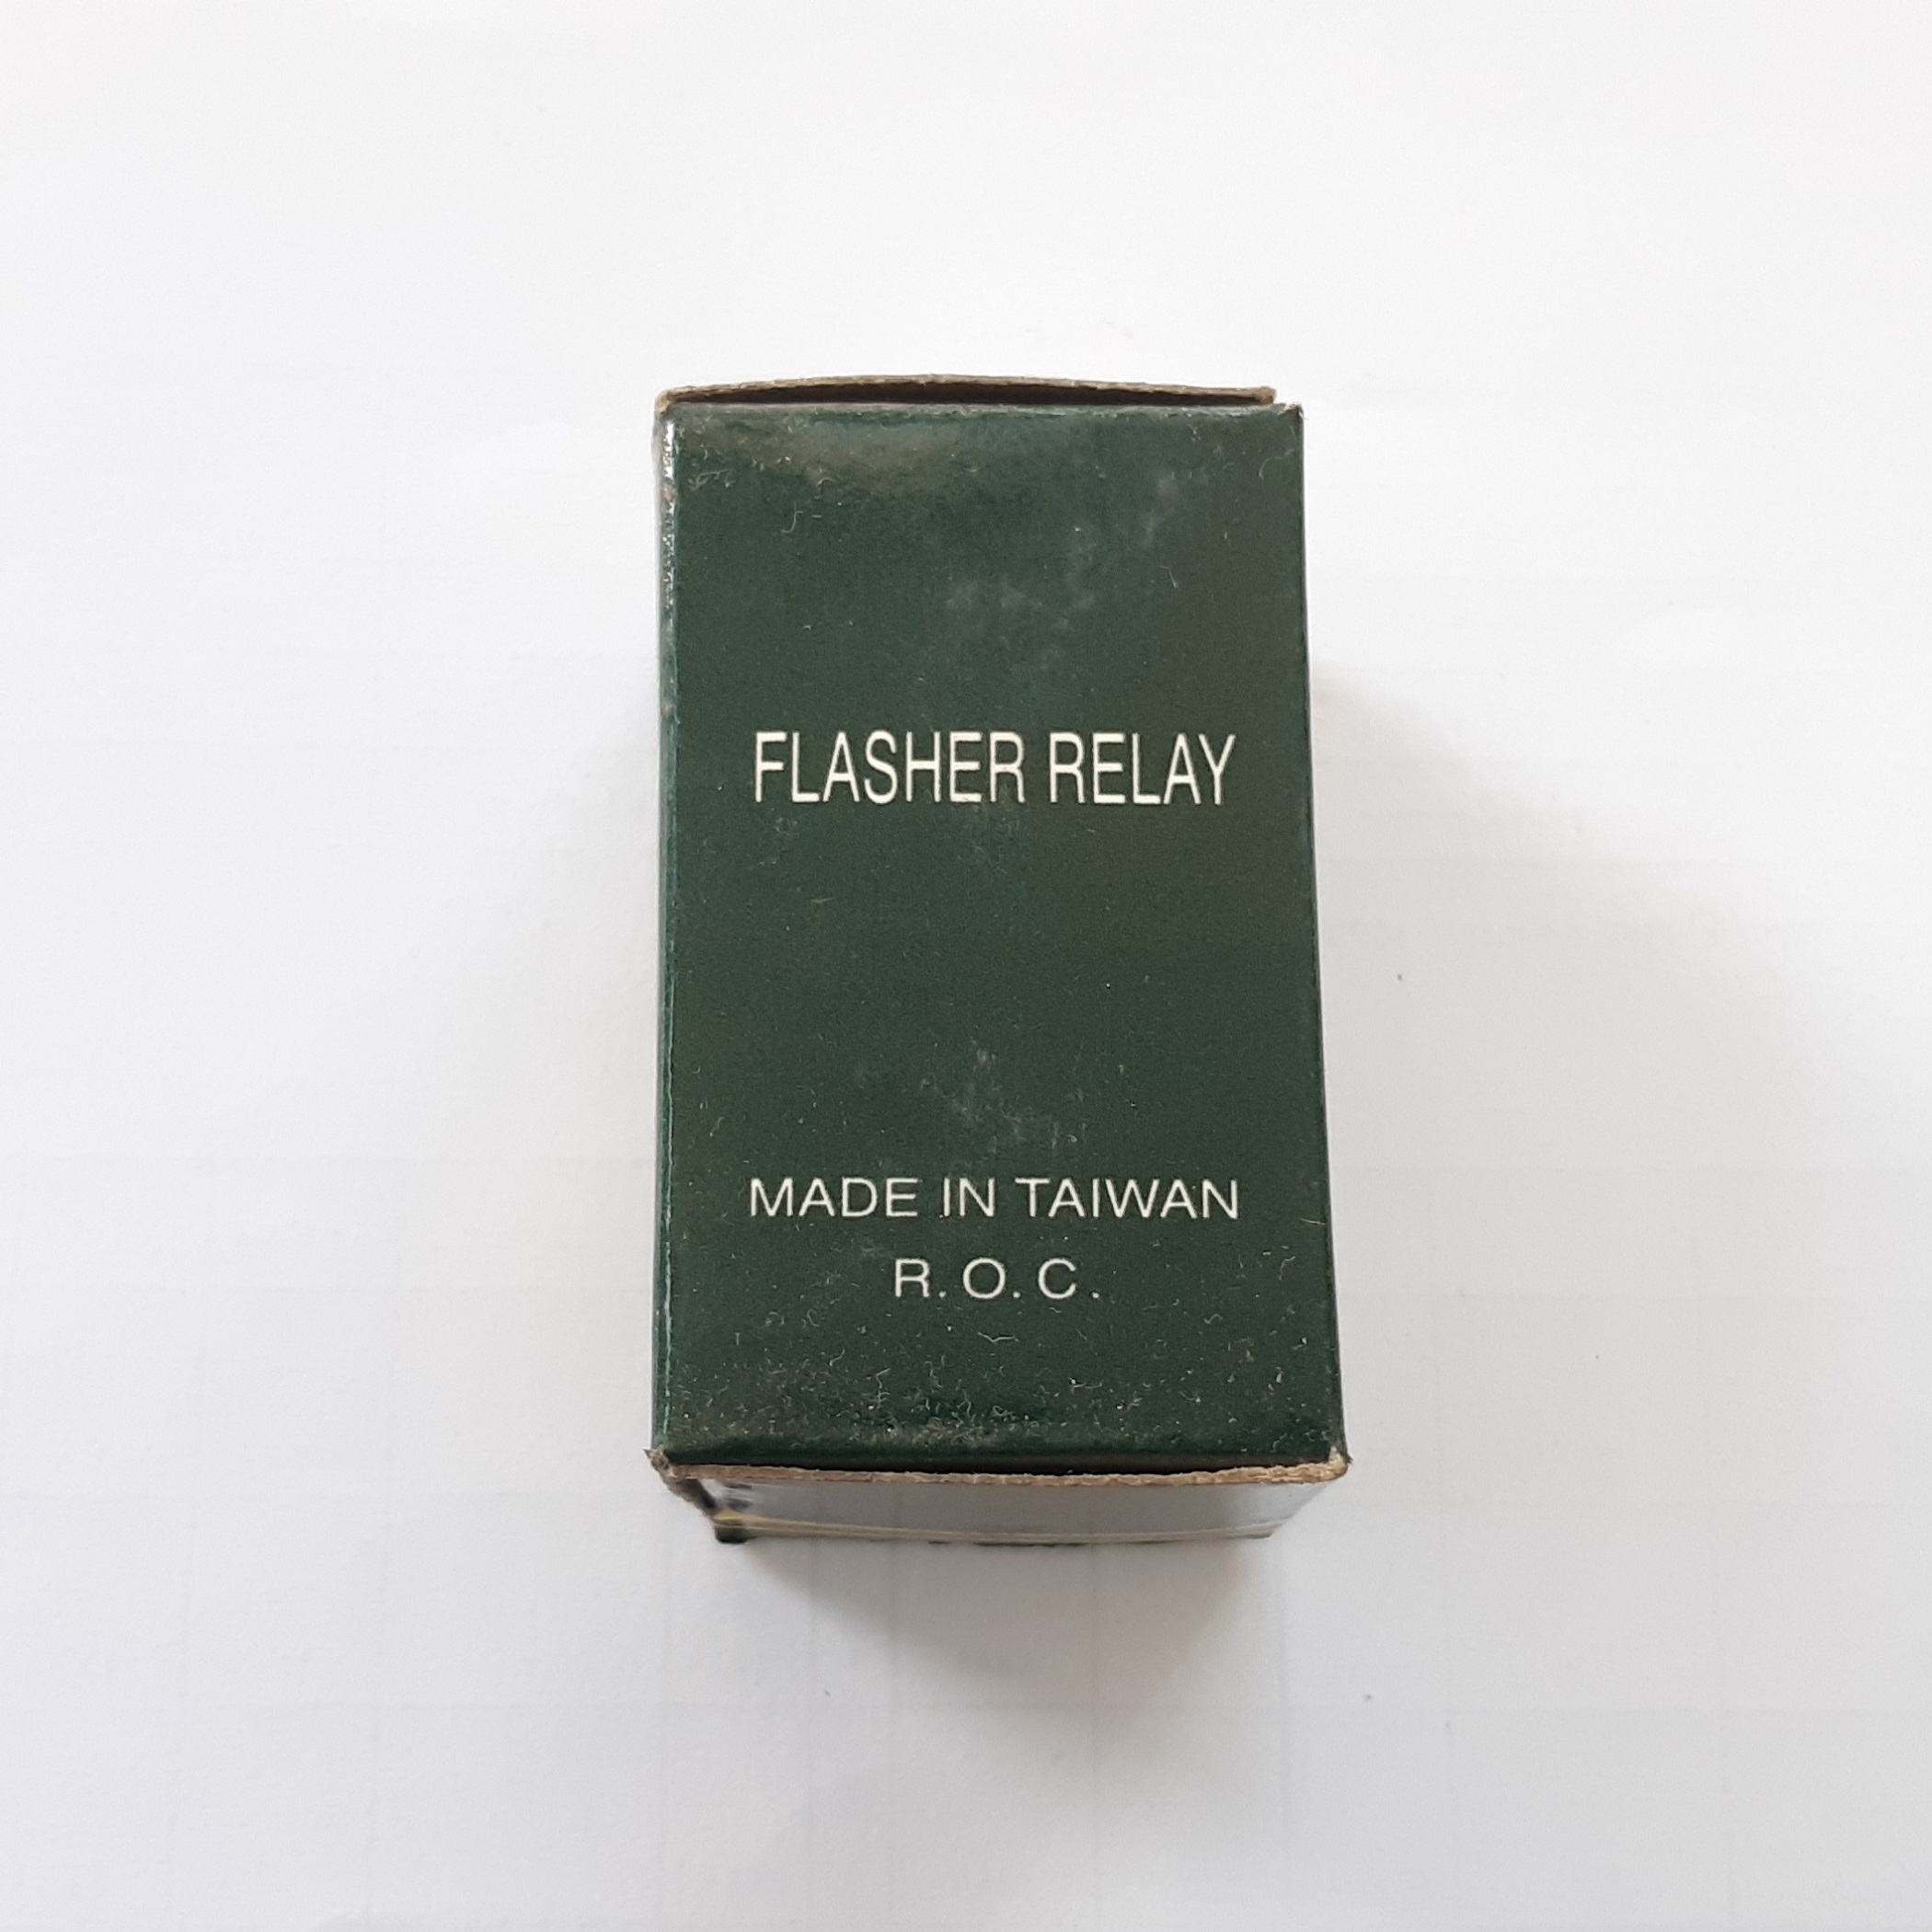 FLASHER RELAY
MADE IN TAIWAN
R.O.C.